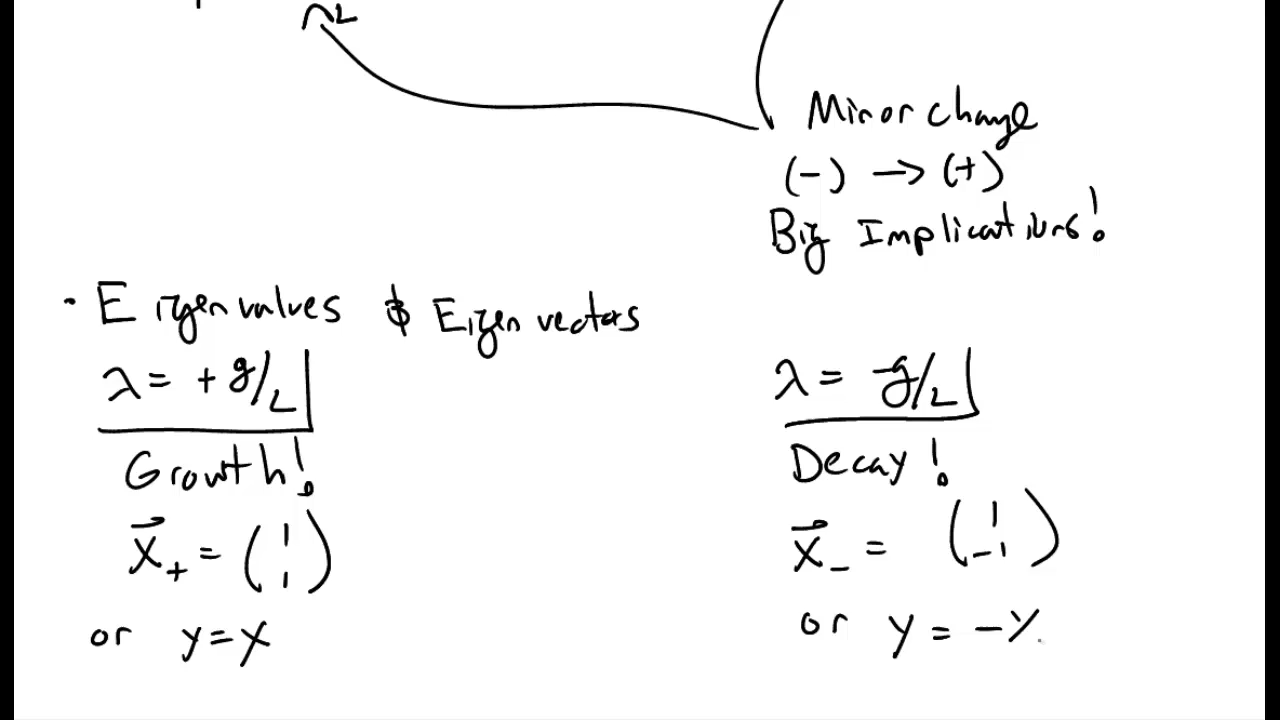 L
Minor change
(-) → (+)
Big Implications!
· Eigenvalues & Eigenvectors
λ = + g/L
Growth!
x⃗₊ = (1 1)
or y = x
λ = -g/L
Decay!
x⃗₋ = (1 -1)
or y = -x